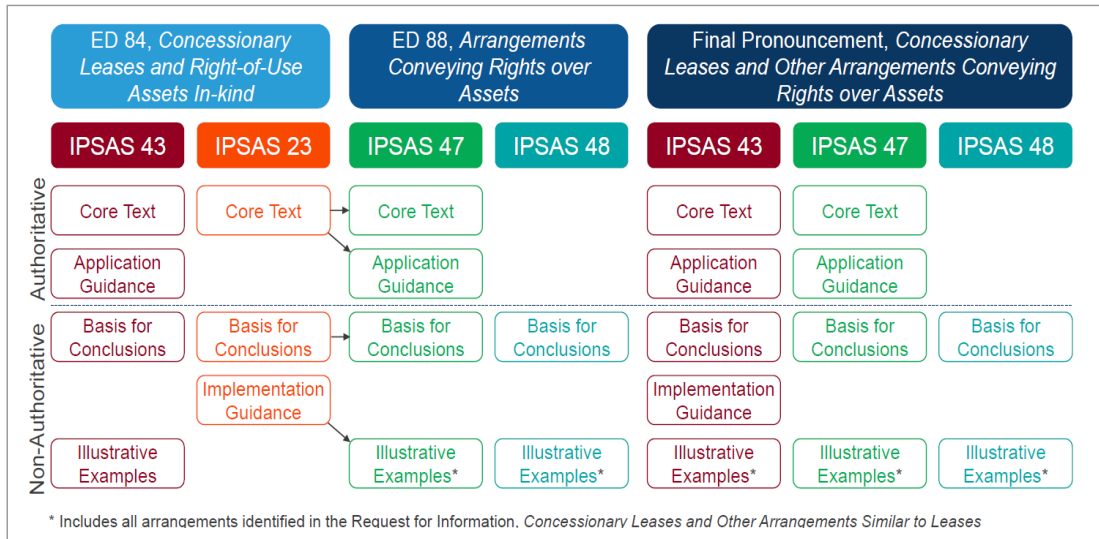 ED 84, Concessionary
Leases and Right-of-Use
Assets In-kind
ED 88, Arrangements
Conveying Rights over
Assets
Final Pronouncement, Concessionary
Leases and Other Arrangements Conveying
Rights over Assets
IPSAS 43
IPSAS 23
IPSAS 47
IPSAS 48
IPSAS 43
IPSAS 47
IPSAS 48
Authoritative
Core Text
Core Text
Core Text
Core Text
Core Text
Application
Guidance
Application
Guidance
Application
Guidance
Application
Guidance
Non-Authoritative
Basis for
Conclusions
Basis for
Conclusions
Basis for
Conclusions
Basis for
Conclusions
Basis for
Conclusions
Basis for
Conclusions
Basis for
Conclusions
Implementation
Guidance
Implementation
Guidance
Illustrative
Examples
Illustrative
Examples*
Illustrative
Examples*
Illustrative
Examples*
Illustrative
Examples*
Illustrative
Examples*
* Includes all arrangements identified in the Request for Information, Concessionary Leases and Other Arrangements Similar to Leases